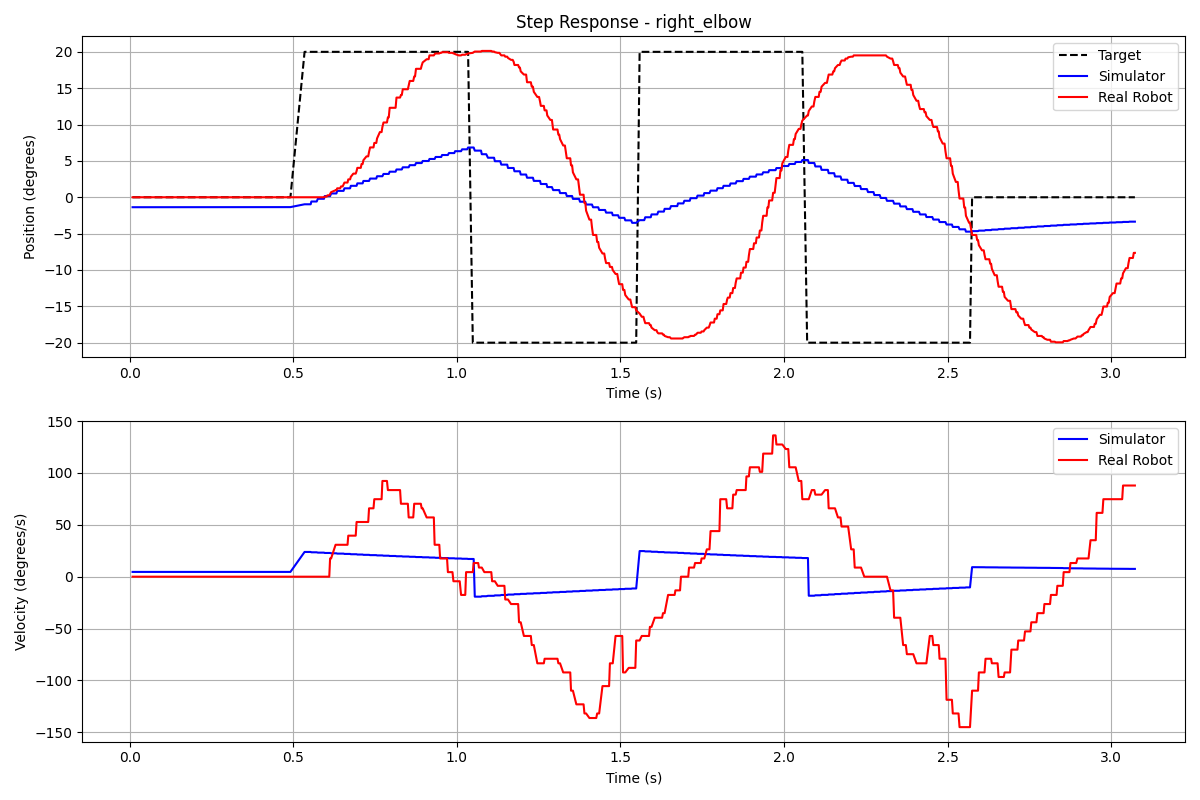 Step Response - right_elbow
Target
Simulator
Real Robot
Position (degrees)
20
15
10
5
0
−5
−10
−15
−20
0.0 0.5 1.0 1.5 2.0 2.5 3.0
Time (s)
Simulator
Real Robot
Velocity (degrees/s)
150
100
50
0
−50
−100
−150
0.0 0.5 1.0 1.5 2.0 2.5 3.0
Time (s)